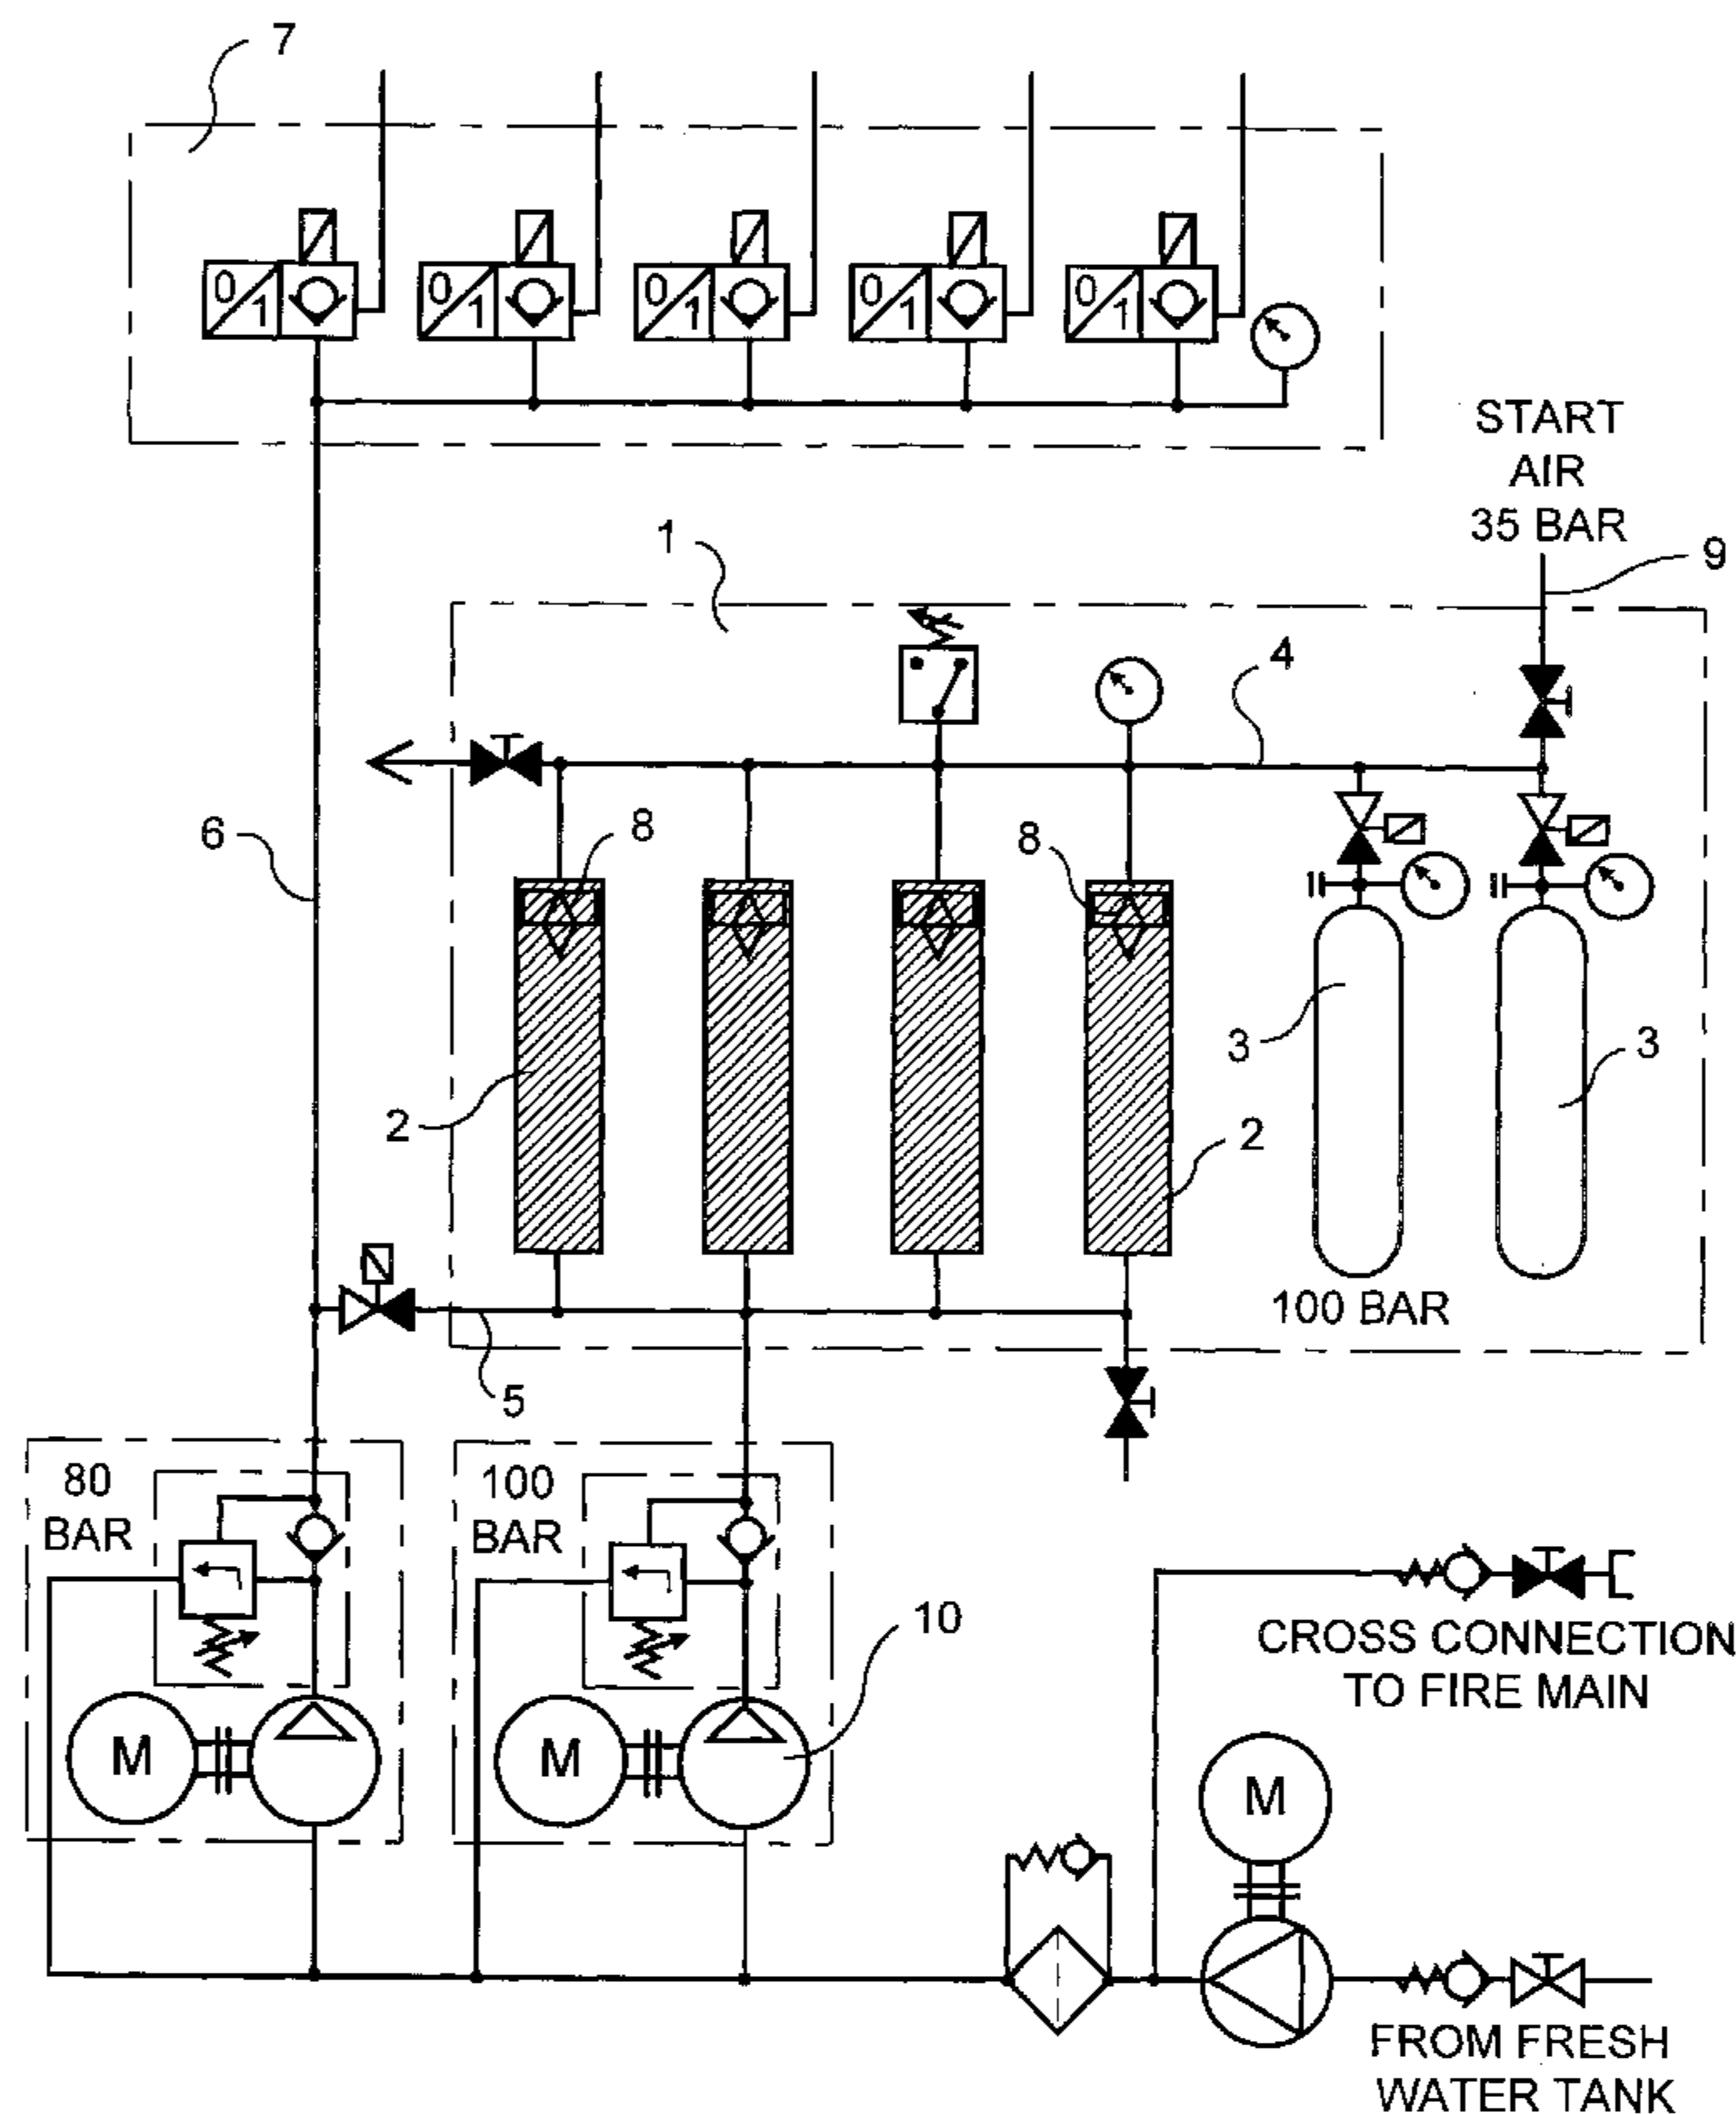 7
0 1
0 1
0 1
0 1
0 1
START
AIR
35 BAR
1
9
4
6
8
8
3
3
2
2
100 BAR
5
80
BAR
100
BAR
10
CROSS CONNECTION
TO FIRE MAIN
M
M
M
FROM FRESH
WATER TANK